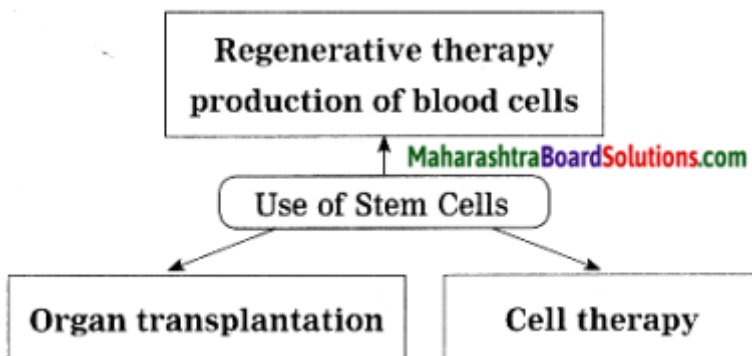 Regenerative therapy
production of blood cells
MaharashtraBoardSolutions.com
Use of Stem Cells
Organ transplantation
Cell therapy